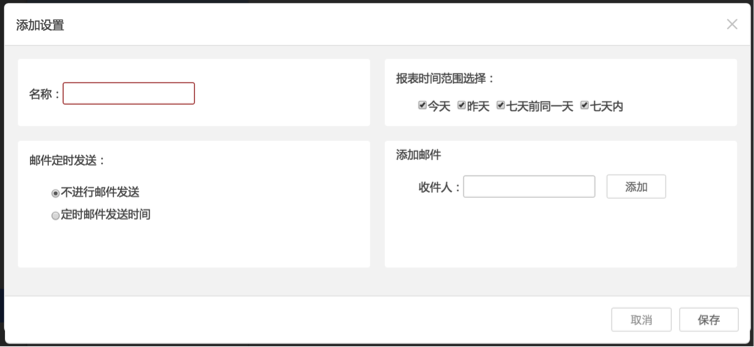 添加设置
名称：
报表时间范围选择：
今天 昨天 七天前同一天 七天内
邮件定时发送：
不进行邮件发送
定时邮件发送时间
添加邮件
收件人： 添加
取消 保存